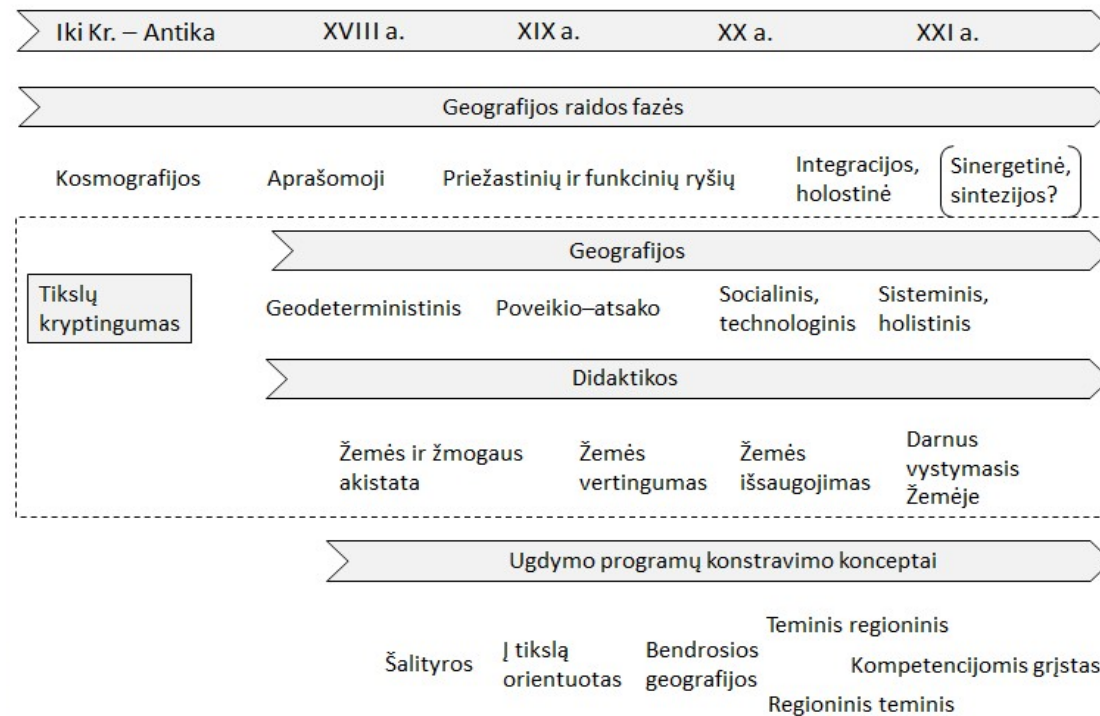 Iki Kr. – Antika XVIII a. XIX a. XX a. XXI a.
Geografijos raidos fazės
Kosmografijos Aprašomoji Priežastinių ir funkcinių ryšių
Integracijos,
holostinė
Sinergetinė,
sintezijos?
Geografijos
Tikslų
kryptingumas
Geodeterministinis Poveikio–atsako
Socialinis,
technologinis
Sisteminis,
holistinis
Didaktikos
Žemės ir žmogaus
akistata
Žemės
vertingumas
Žemės
išsaugojimas
Darnus
vystymasis
Žemėje
Ugdymo programų konstravimo konceptai
Šalityros
Į tikslą
orientuotas
Bendrosios
geografijos
Teminis regioninis
Kompetencijomis grįstas
Regioninis teminis